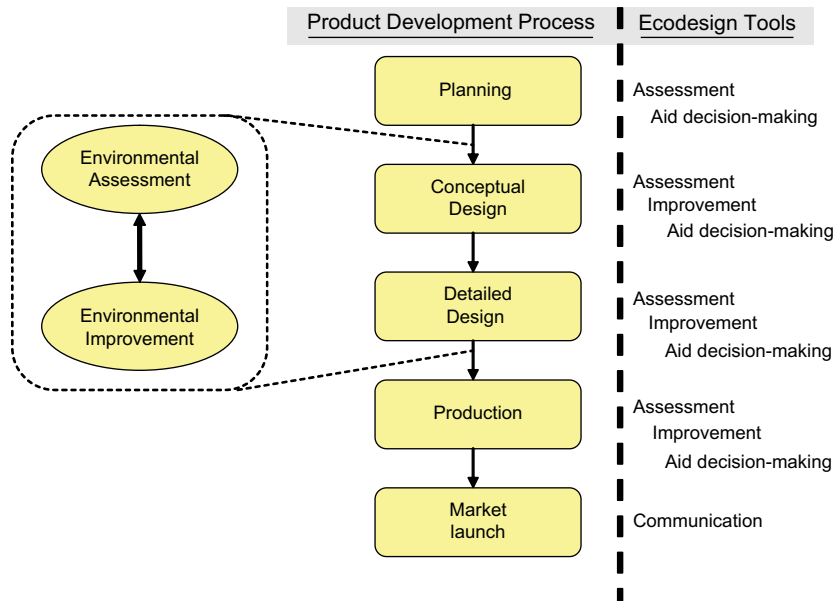 Product Development Process
Ecodesign Tools
Planning
Assessment
Aid decision-making
Environmental
Assessment
Conceptual
Design
Assessment
Improvement
Aid decision-making
Environmental
Improvement
Detailed
Design
Assessment
Improvement
Aid decision-making
Production
Assessment
Improvement
Aid decision-making
Market
launch
Communication